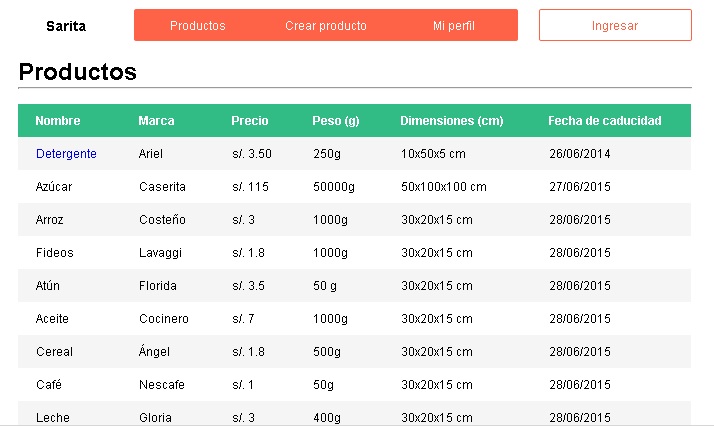 Sarita Productos Crear producto Mi perfil Ingresar
Productos
Nombre Marca Precio Peso (g) Dimensiones (cm) Fecha de caducidad
Detergente Ariel s/. 3.50 250g 10x50x5 cm 26/06/2014
Azúcar Caserita s/. 115 50000g 50x100x100 cm 27/06/2015
Arroz Costeño s/. 3 1000g 30x20x15 cm 28/06/2015
Fideos Lavaggi s/. 1.8 1000g 30x20x15 cm 28/06/2015
Atún Florida s/. 3.5 50 g 30x20x15 cm 28/06/2015
Aceite Cocinero s/. 7 1000g 30x20x15 cm 28/06/2015
Cereal Ángel s/. 1.8 500g 30x20x15 cm 28/06/2015
Café Nescafe s/. 1 50g 30x20x15 cm 28/06/2015
Leche Gloria s/. 3 400g 30x20x15 cm 28/06/2015